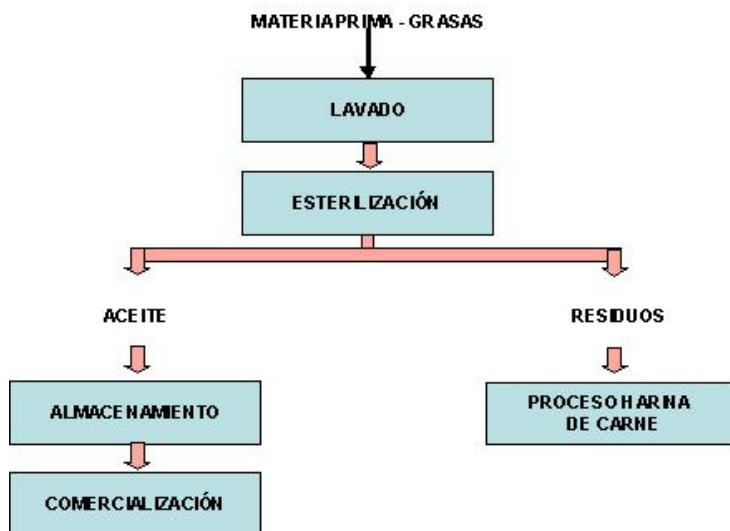 MATERIA PRIMA - GRASAS
LAVADO
ESTERILIZACIÓN
ACEITE
RESIDUOS
ALMACENAMIENTO
PROCESO HARINA
DE CARNE
COMERCIALIZACIÓN